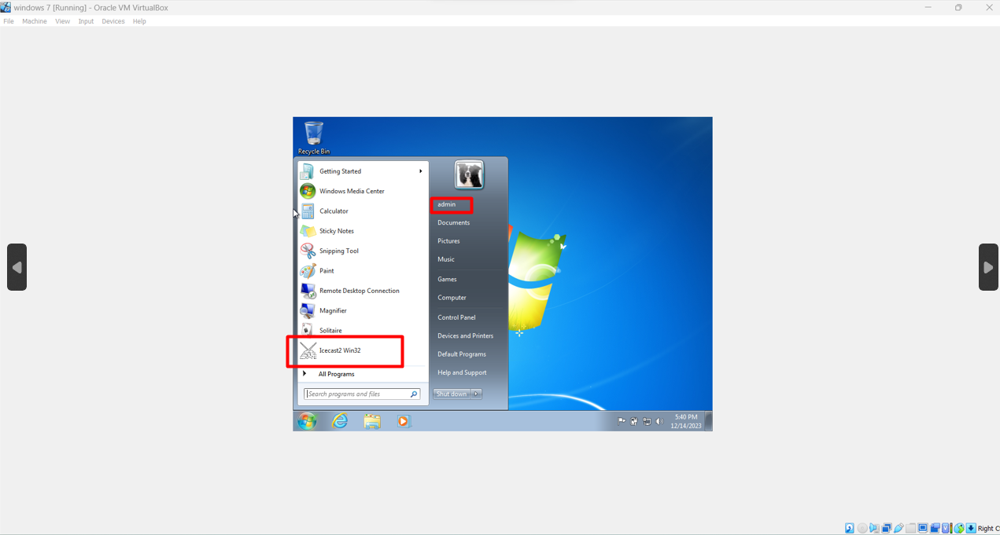 windows 7 [Running] - Oracle VM VirtualBox
File Machine View Input Devices Help
Recycle Bin
Getting Started
Windows Media Center
Calculator
Sticky Notes
Snipping Tool
Paint
Remote Desktop Connection
Magnifier
Solitaire
Icecast2 Win32
All Programs
Search programs and files
admin
Documents
Pictures
Music
Games
Computer
Control Panel
Devices and Printers
Default Programs
Help and Support
Shut down
5:40 PM
12/14/2023
Right C